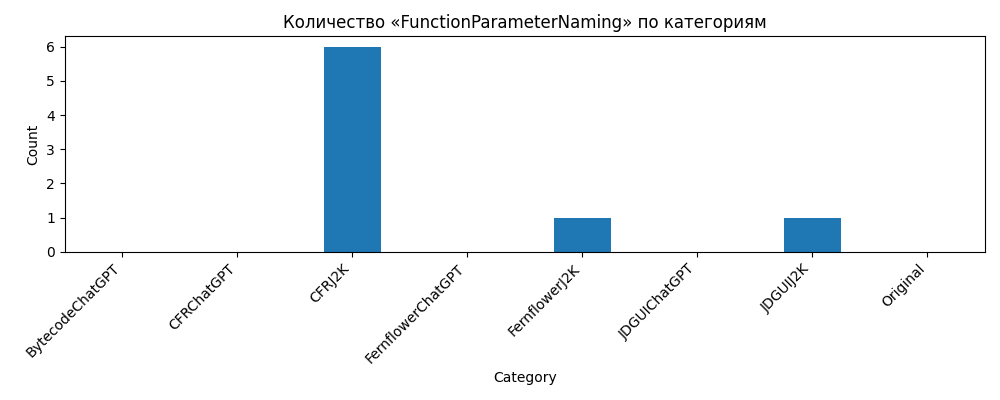 Количество «FunctionParameterNaming» по категориям
Count
6
5
4
3
2
1
0
BytecodeChatGPT
CFRChatGPT
CFRJ2K
FernflowerChatGPT
FernflowerJ2K
JDGUIChatGPT
JDGUIJ2K
Original
Category